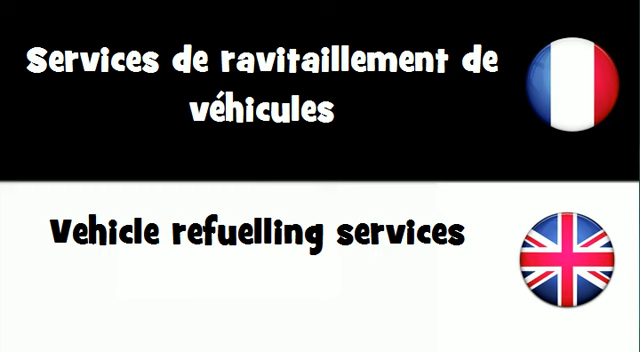 Services de ravitaillement de
véhicules
Vehicle refuelling services